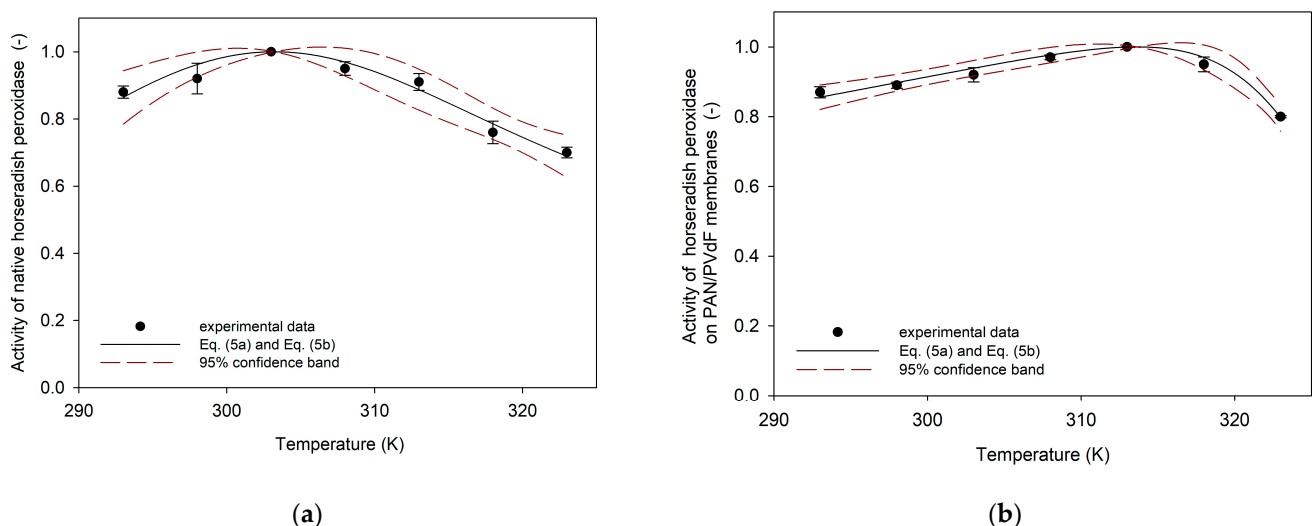 Activity of native horseradish peroxidase (-)
1.0
0.8
0.6
0.4
0.2
0.0
experimental data
Eq. (5a) and Eq. (5b)
95% confidence band
290
300
310
320
Temperature (K)
(a)
Activity of horseradish peroxidase
on PAN/PVdF membranes (-)
1.0
0.8
0.6
0.4
0.2
0.0
experimental data
Eq. (5a) and Eq. (5b)
95% confidence band
290
300
310
320
Temperature (K)
(b)